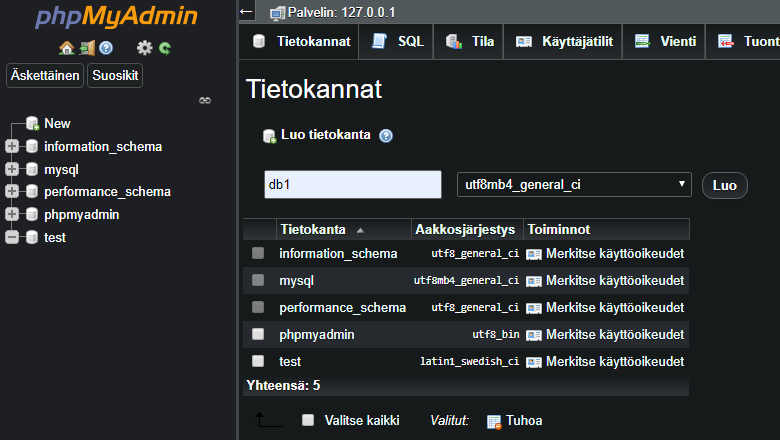 phpMyAdmin
Äskettäinen Suosikit
New
information_schema
mysql
performance_schema
phpmyadmin
test
Palvelin: 127.0.0.1
Tietokannat SQL Tila Käyttäjätilit Vienti Tuont
Tietokannat
Luo tietokanta
db1 utf8mb4_general_ci Luo
Tietokanta Aakkosjärjestys Toiminnot
information_schema utf8_general_ci Merkitse käyttöoikeudet
mysql utf8mb4_general_ci Merkitse käyttöoikeudet
performance_schema utf8_general_ci Merkitse käyttöoikeudet
phpmyadmin utf8_bin Merkitse käyttöoikeudet
test latin1_swedish_ci Merkitse käyttöoikeudet
Yhteensä: 5
Valitse kaikki Valitut: Tuhoa